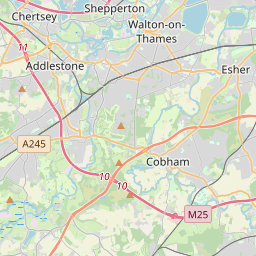 Shepperton
Chertsey
Walton-on-
Thames
11
Addlestone
Esher
A245
Cobham
10
10
M25